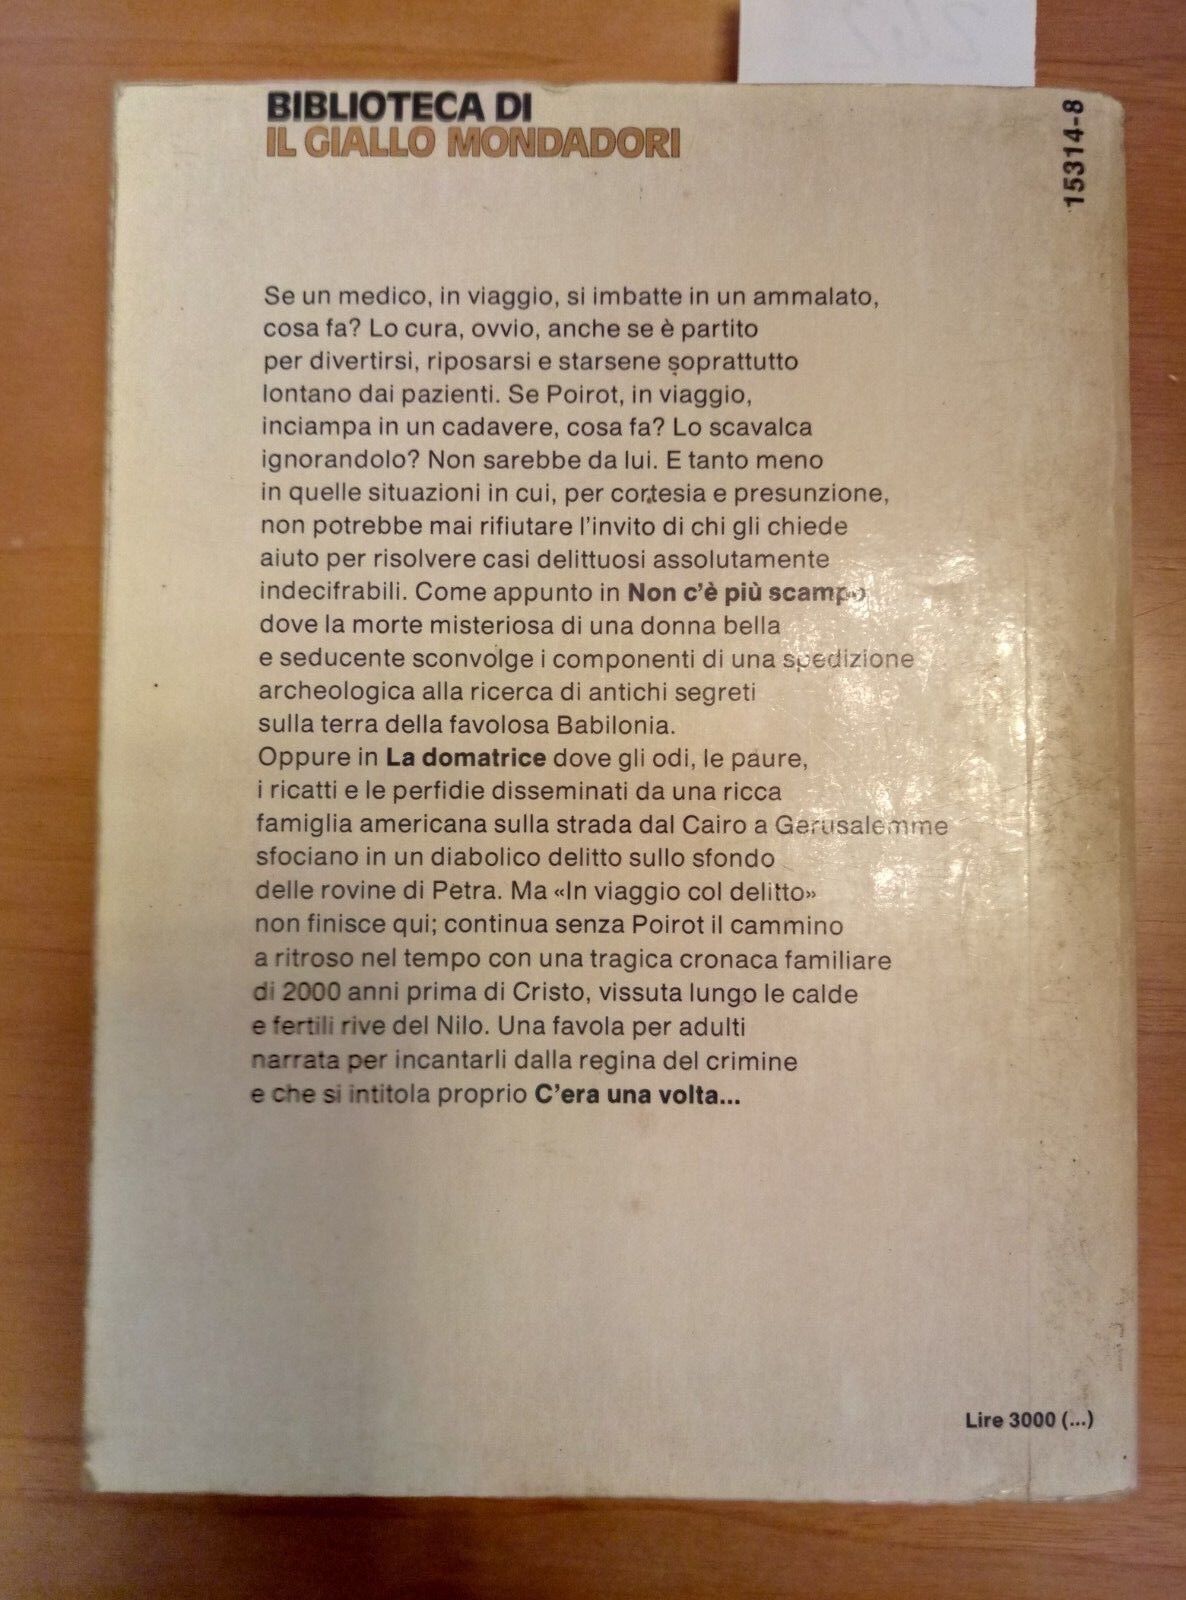 BIBLIOTECA DI
IL GIALLO MONDADORI
15314-8
Se un medico, in viaggio, si imbatte in un ammalato,
cosa fa? Lo cura, ovvio, anche se è partito
per divertirsi, riposarsi e starsene soprattutto
lontano dai pazienti. Se Poirot, in viaggio,
inciampa in un cadavere, cosa fa? Lo scavalca
ignorandolo? Non sarebbe da lui. E tanto meno
in quelle situazioni in cui, per cortesia e presunzione,
non potrebbe mai rifiutare l'invito di chi gli chiede
aiuto per risolvere casi delittuosi assolutamente
indecifrabili. Come appunto in Non c'è più scampo
dove la morte misteriosa di una donna bella
e seducente sconvolge i componenti di una spedizione
archeologica alla ricerca di antichi segreti
sulla terra della favolosa Babilonia.
Oppure in La domatrice dove gli odi, le paure,
i ricatti e le perfidie disseminati da una ricca
famiglia americana sulla strada dal Cairo a Gerusalemme
sfociano in un diabolico delitto sullo sfondo
delle rovine di Petra. Ma «In viaggio col delitto»
non finisce qui; continua senza Poirot il cammino
a ritroso nel tempo con una tragica cronaca familiare
di 2000 anni prima di Cristo, vissuta lungo le calde
e fertili rive del Nilo. Una favola per adulti
narrata per incantarli dalla regina del crimine
e che si intitola proprio C'era una volta...
Lire 3000 (...)